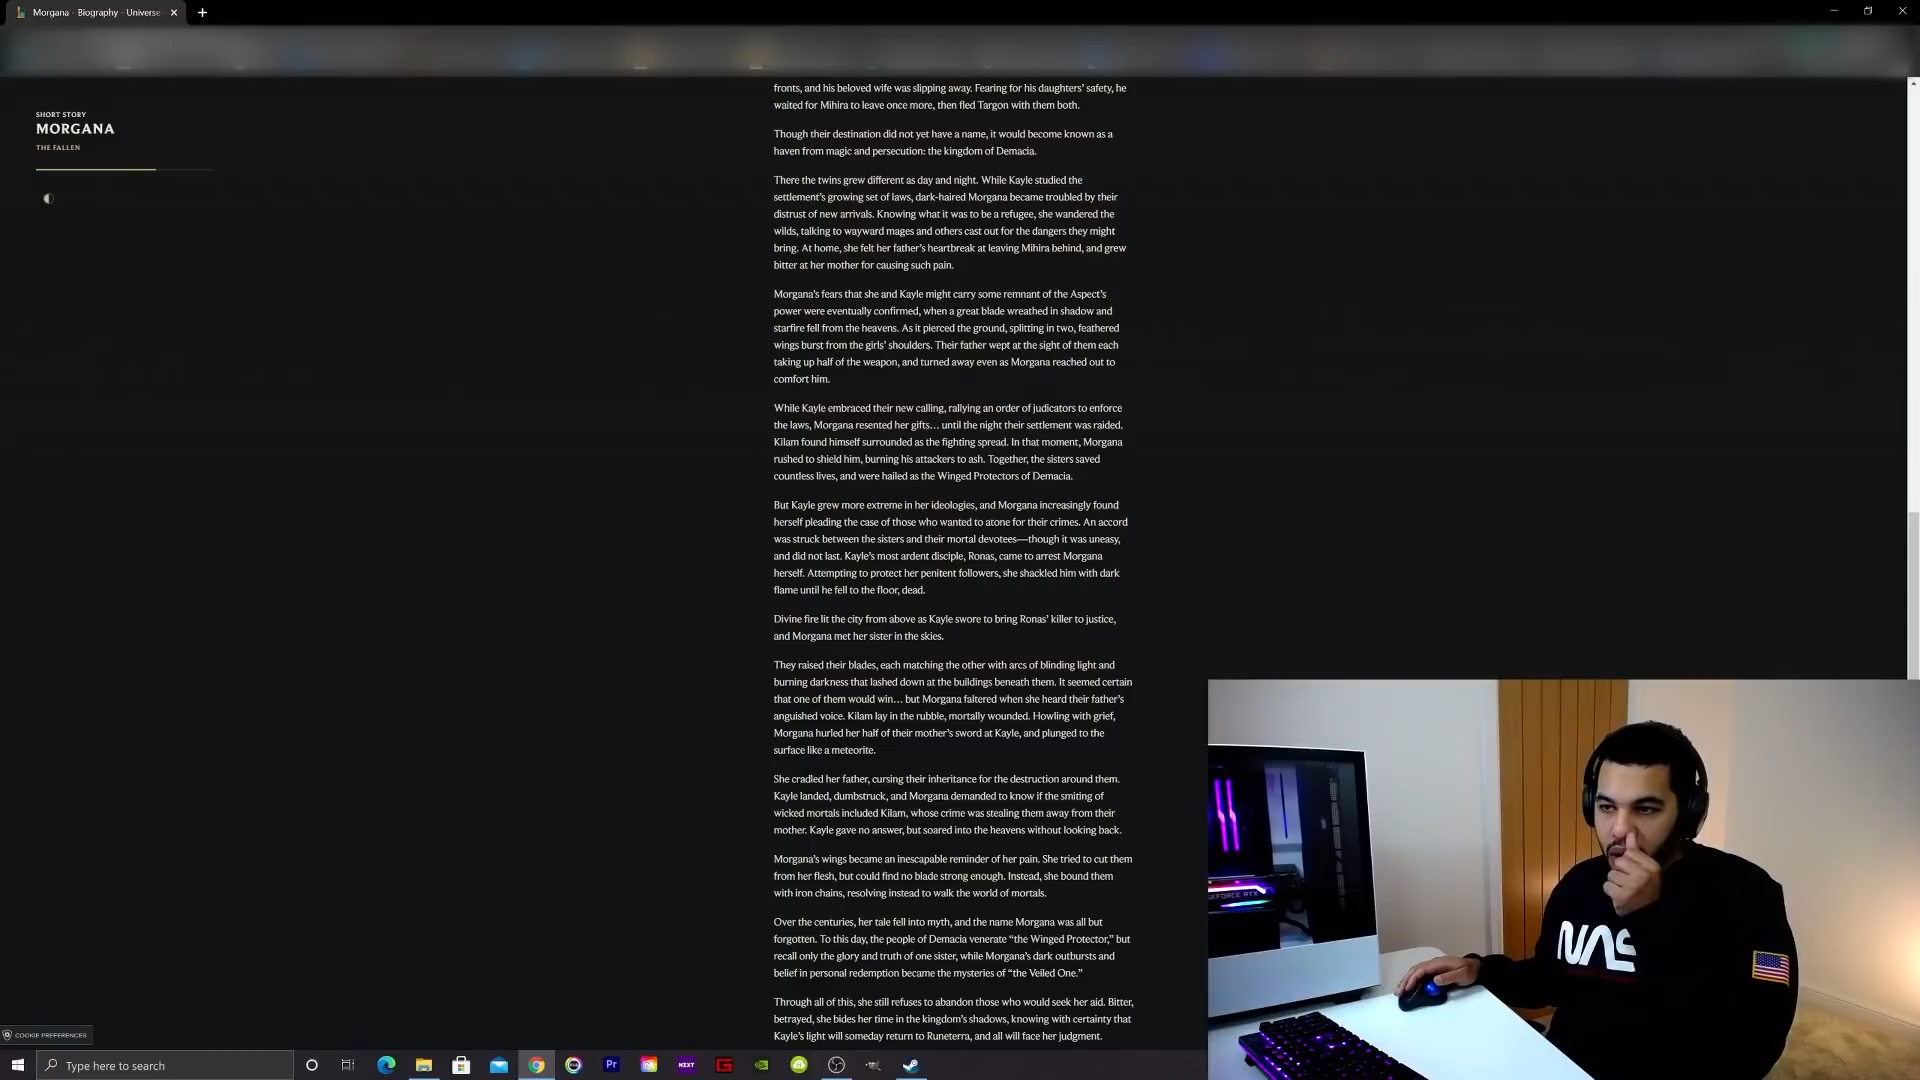 Morgana - Biography - Universe
SHORT STORY
MORGANA
THE FALLEN
fronts, and his beloved wife was slipping away. Fearing for his daughters’ safety, he
waited for Mihira to leave once more, then fled Targon with them both.
Though their destination did not yet have a name, it would become known as a
haven from magic and persecution: the kingdom of Demacia.
There the twins grew different as day and night. While Kayle studied the
settlement’s growing set of laws, dark-haired Morgana became troubled by their
distrust of new arrivals. Knowing what it was to be a refugee, she wandered the
wilds, talking to wayward mages and others cast out for the dangers they might
bring. At home, she felt her father’s heartbreak at leaving Mihira behind, and grew
bitter at her mother for causing such pain.
Morgana’s fears that she and Kayle might carry some remnant of the Aspect’s
power were eventually confirmed, when a great blade wreathed in shadow and
starfire fell from the heavens. As it pierced the ground, splitting in two, feathered
wings burst from the girls’ shoulders. Their father wept at the sight of them each
taking up half of the weapon, and turned away even as Morgana reached out to
comfort him.
While Kayle embraced their new calling, rallying an order of judicators to enforce
the laws, Morgana resented her gifts… until the night their settlement was raided.
Kilam found himself surrounded as the fighting spread. In that moment, Morgana
rushed to shield him, burning his attackers to ash. Together, the sisters saved
countless lives, and were hailed as the Winged Protectors of Demacia.
But Kayle grew more extreme in her ideologies, and Morgana increasingly found
herself pleading the case of those who wanted to atone for their crimes. An accord
was struck between the sisters and their mortal devotees—though it was uneasy,
and did not last. Kayle’s most ardent disciple, Ronas, came to arrest Morgana
herself. Attempting to protect her penitent followers, she shackled him with dark
flame until he fell to the floor, dead.
Divine fire lit the city from above as Kayle swore to bring Ronas’ killer to justice,
and Morgana met her sister in the skies.
They raised their blades, each matching the other with arcs of blinding light and
burning darkness that lashed down at the buildings beneath them. It seemed certain
that one of them would win… but Morgana faltered when she heard their father’s
anguished voice. Kilam lay in the rubble, mortally wounded. Howling with grief,
Morgana hurled her half of their mother’s sword at Kayle, and plunged to the
surface like a meteorite.
She cradled her father, cursing their inheritance for the destruction around them.
Kayle landed, dumbstruck, and Morgana demanded to know if the smiting of
wicked mortals included Kilam, whose crime was stealing them away from their
mother. Kayle gave no answer, but soared into the heavens without looking back.
Morgana’s wings became an inescapable reminder of her pain. She tried to cut them
from her flesh, but could find no blade strong enough. Instead, she bound them
with iron chains, resolving instead to walk the world of mortals.
Over the centuries, her tale fell into myth, and the name Morgana was all but
forgotten. To this day, the people of Demacia venerate “the Winged Protector,” but
recall only the glory and truth of one sister, while Morgana’s dark outbursts and
belief in personal redemption became the mysteries of “the Veiled One.”
Through all of this, she still refuses to abandon those who would seek her aid. Bitter,
betrayed, she bides her time in the kingdom’s shadows, knowing with certainty that
Kayle’s light will someday return to Runeterra, and all will face her judgment.
COOKIE PREFERENCES
Type here to search
Pr
NZXT
GEFORCE RTX
NAS